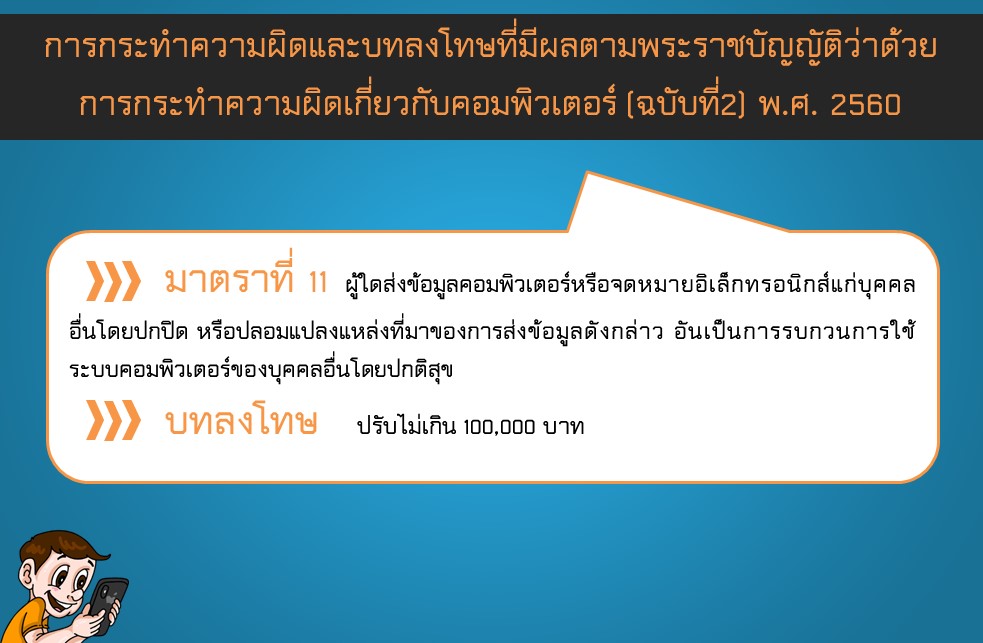 การกระทำความผิดและบทลงโทษที่มีผลตามพระราชบัญญัติว่าด้วย
การกระทำความผิดเกี่ยวกับคอมพิวเตอร์ (ฉบับที่2) พ.ศ. 2560
มาตราที่ 11 ผู้ใดส่งข้อมูลคอมพิวเตอร์หรือจดหมายอิเล็กทรอนิกส์แก่บุคคล
อื่นโดยปกปิด หรือปลอมแปลงแหล่งที่มาของการส่งข้อมูลดังกล่าว อันเป็นการรบกวนการใช้
ระบบคอมพิวเตอร์ของบุคคลอื่นโดยปกติสุข
บทลงโทษ ปรับไม่เกิน 100,000 บาท